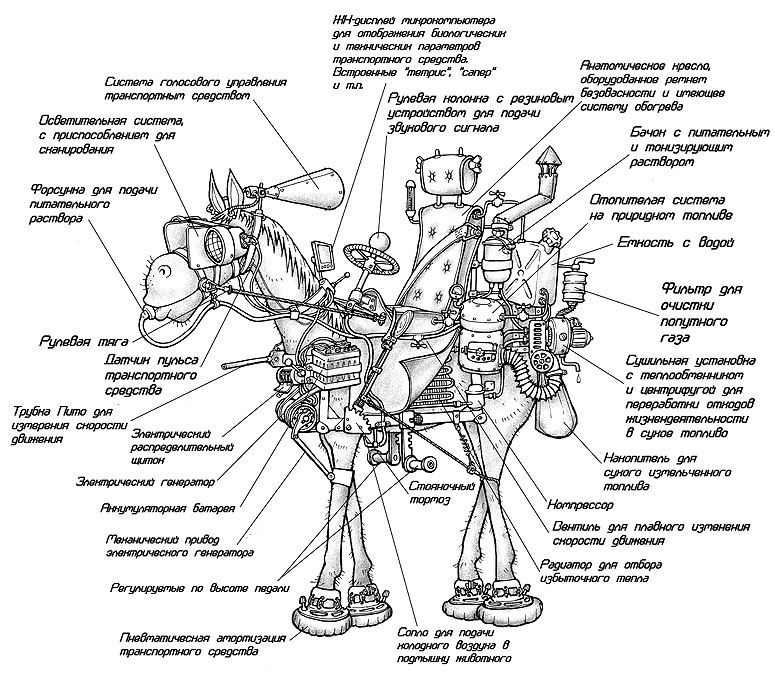 ЖК-дисплей микрокомпьютера
для отображения биологических
и технических параметров
транспортного средства.
Встроенные "тетрис", "сапер"
и т.п.
Система голосового управления
транспортным средством
Рулевая колонка с резиновым
устройством для подачи
звукового сигнала
Анатомическое кресло,
оборудованное ремнем
безопасности и имеющее
систему обогрева
Осветительная система,
с приспособлением для
сканирования
Бачок с питательным
и тонизирующим
раствором
Форсунка для подачи
питательного
раствора
Отопителая система
на природном топливе
Емкость с водой
Фильтр для
очистки
попутного
газа
Рулевая тяга
Датчик пульса
транспортного
средства
Сушильная установка
с теплообменником
и центрифугой для
переработки отходов
жизнендеятельности
в сухое топливо
Трубка Пито для
измерения скорости
движения
Электрический
распределительный
щиток
Накопитель для
сухого измельченного
топлива
Электрический генератор
Стояночный
тормоз
Компрессор
Аккумуляторная батарея
Вентиль для плавного изменения
скорости движения
Механический привод
электрического генератора
Радиатор для отбора
избыточного тепла
Регулируемые по высоте педали
Пневматическая амортизация
транспортного средства
Сопло для подачи
холодного воздуха в
подмышку животного